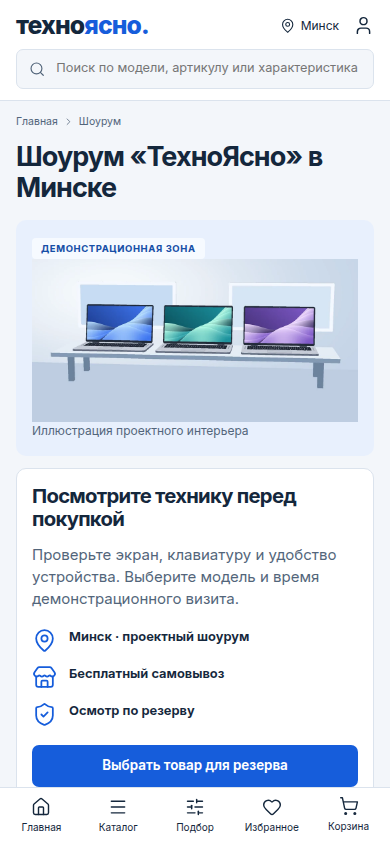 техноясно.
Минск
Поиск по модели, артикулу или характеристика
Главная > Шоурум
Шоурум «ТехноЯсно» в
Минске
ДЕМОНСТРАЦИОННАЯ ЗОНА
Иллюстрация проектного интерьера
Посмотрите технику перед
покупкой
Проверьте экран, клавиатуру и удобство
устройства. Выберите модель и время
демонстрационного визита.
Минск · проектный шоурум
Бесплатный самовывоз
Осмотр по резерву
Выбрать товар для резерва
Главная Каталог Подбор Избранное Корзина